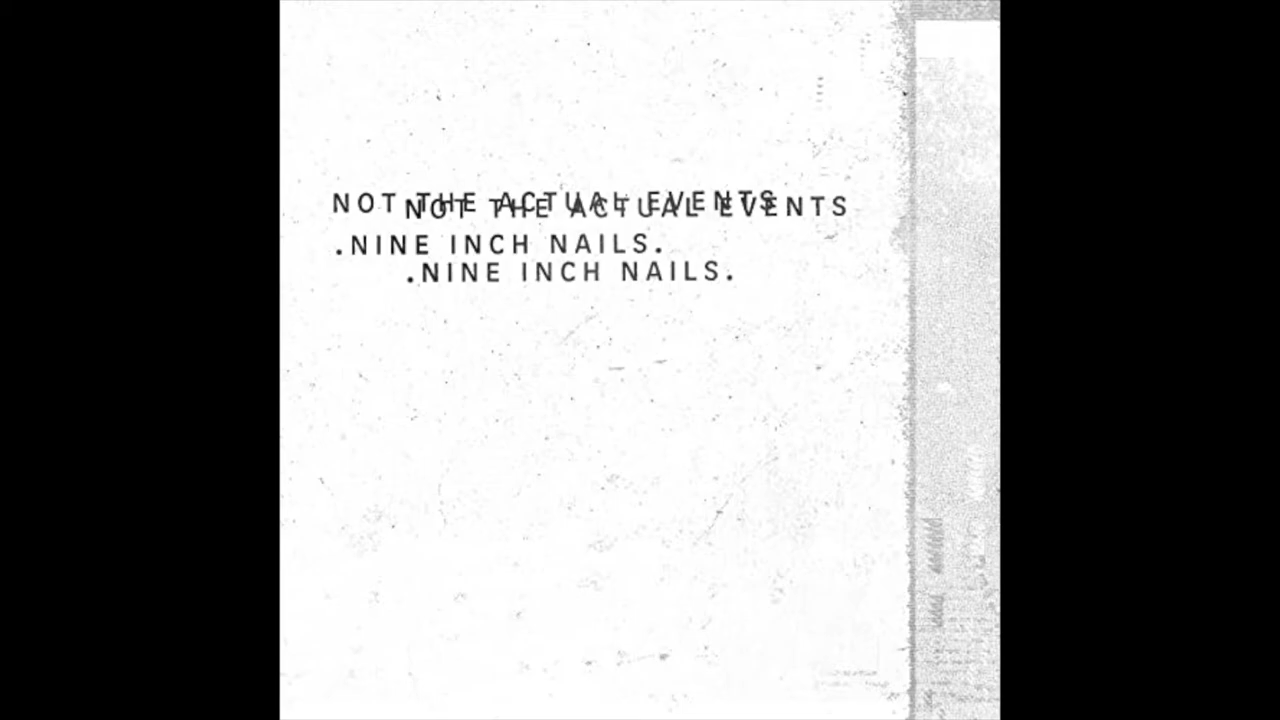 NOT THE ACTUAL EVENTS
NOT THE ACTUAL EVENTS
.NINE INCH NAILS.
.NINE INCH NAILS.